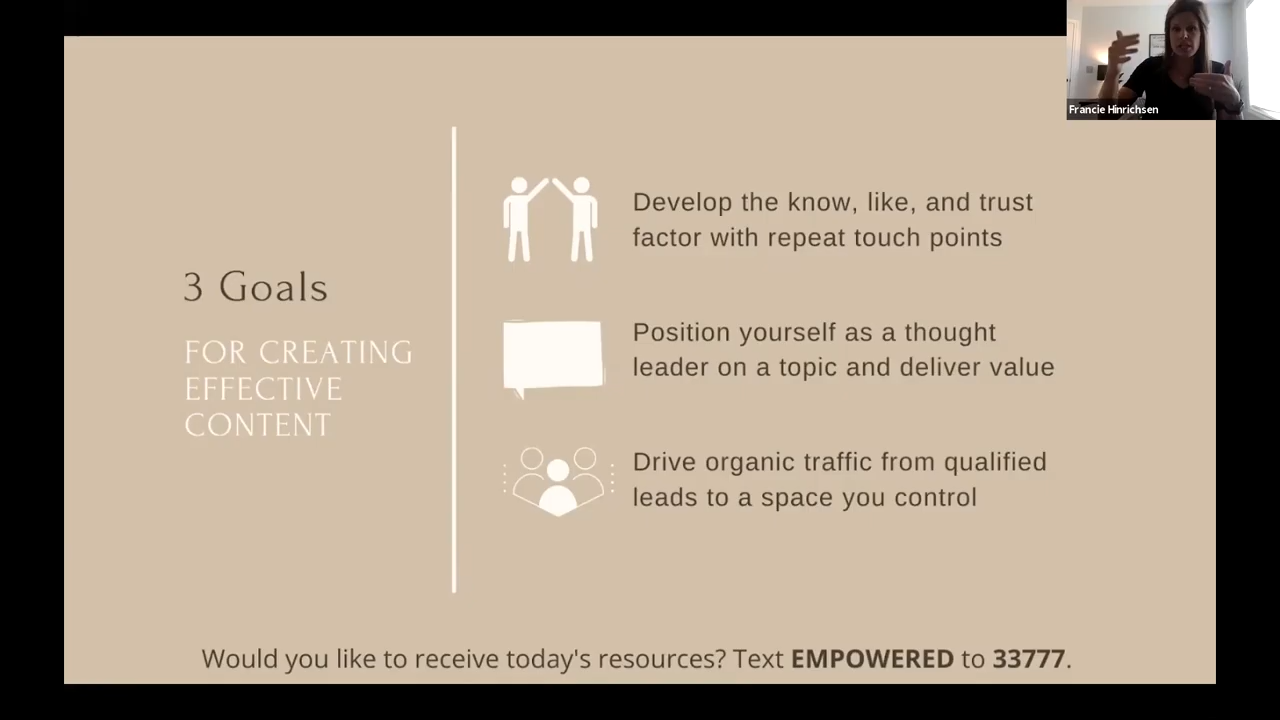 Francie Hinrichsen
3 Goals
FOR CREATING
EFFECTIVE
CONTENT
Develop the know, like, and trust
factor with repeat touch points
Position yourself as a thought
leader on a topic and deliver value
Drive organic traffic from qualified
leads to a space you control
Would you like to receive today's resources? Text EMPOWERED to 33777.